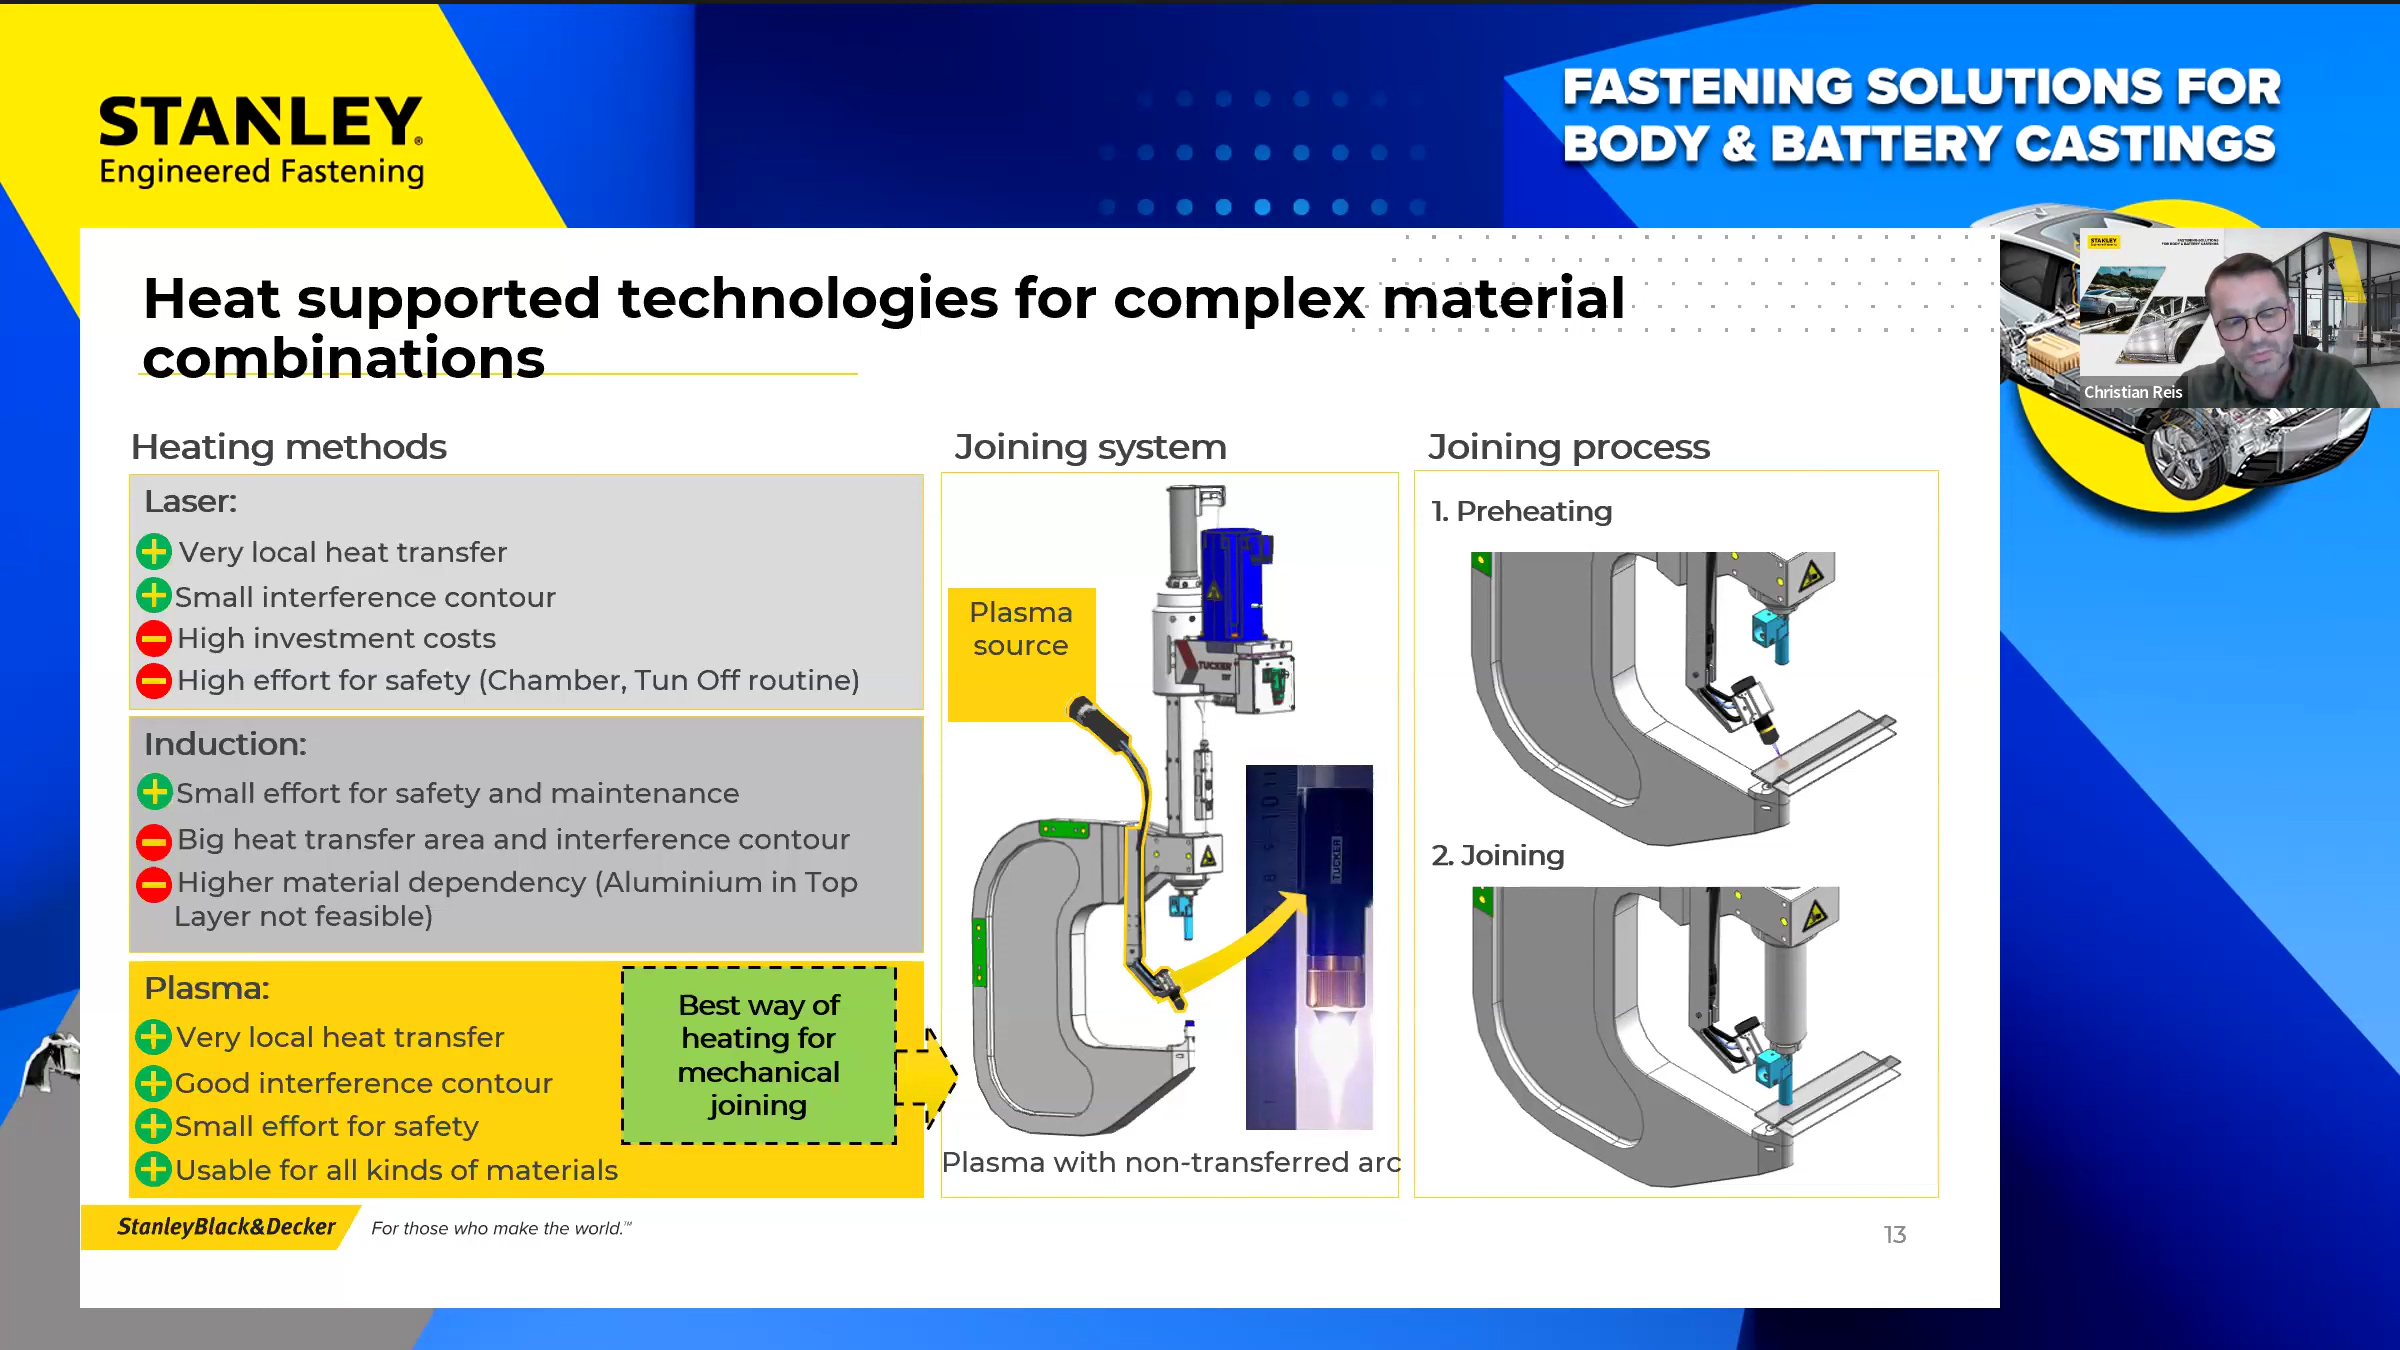 STANLEY®
Engineered Fastening
FASTENING SOLUTIONS FOR
BODY & BATTERY CASTINGS
STANLEY
Christian Reis
Heat supported technologies for complex material
combinations
Heating methods
Laser:
Very local heat transfer
Small interference contour
High investment costs
High effort for safety (Chamber, Tun Off routine)
Induction:
Small effort for safety and maintenance
Big heat transfer area and interference contour
Higher material dependency (Aluminium in Top
Layer not feasible)
Plasma:
Very local heat transfer
Good interference contour
Small effort for safety
Usable for all kinds of materials
Best way of
heating for
mechanical
joining
Joining system
Plasma
source
TUCKER
TUCKER
Plasma with non-transferred arc
Joining process
1. Preheating
2. Joining
StanleyBlack&Decker
For those who make the world.™
13